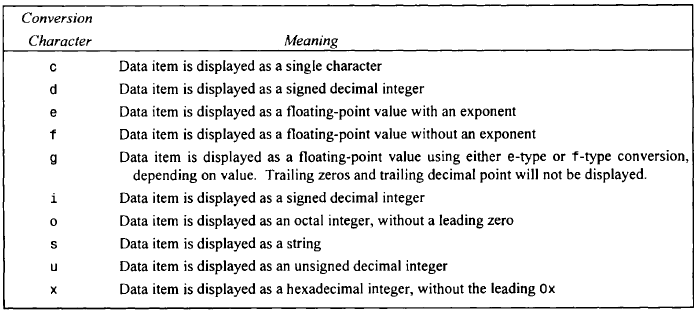 Conversion
Character Meaning
c Data item is displayed as a single character
d Data item is displayed as a signed decimal integer
e Data item is displayed as a floating-point value with an exponent
f Data item is displayed as a floating-point value without an exponent
g Data item is displayed as a floating-point value using either e-type or f-type conversion,
depending on value. Trailing zeros and trailing decimal point will not be displayed.
i Data item is displayed as a signed decimal integer
o Data item is displayed as an octal integer, without a leading zero
s Data item is displayed as a string
u Data item is displayed as an unsigned decimal integer
x Data item is displayed as a hexadecimal integer, without the leading 0x